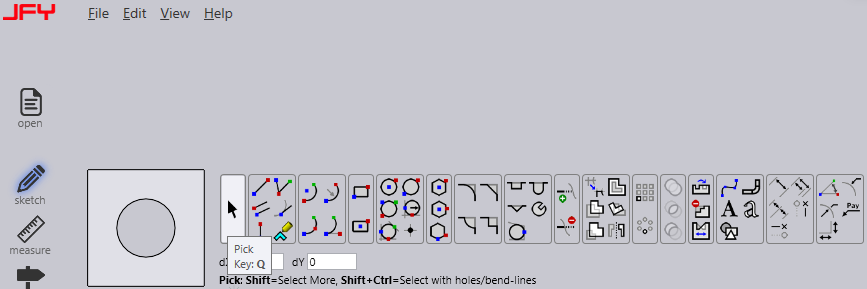 JFY File Edit View Help
open
sketch
measure
A a
Pay
Pick
Key: Q
dY 0
Pick: Shift=Select More, Shift+Ctrl=Select with holes/bend-lines